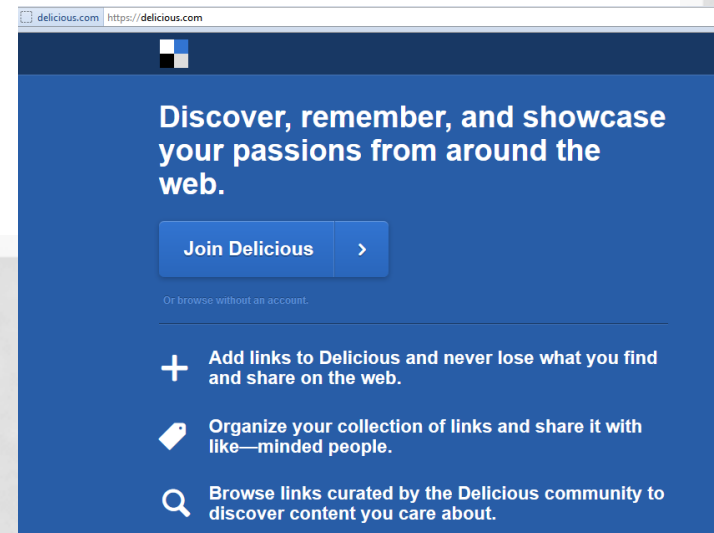 delicious.com https://delicious.com
Discover, remember, and showcase
your passions from around the
web.
Join Delicious
Or browse without an account.
Add links to Delicious and never lose what you find
and share on the web.
Organize your collection of links and share it with
like—minded people.
Browse links curated by the Delicious community to
discover content you care about.